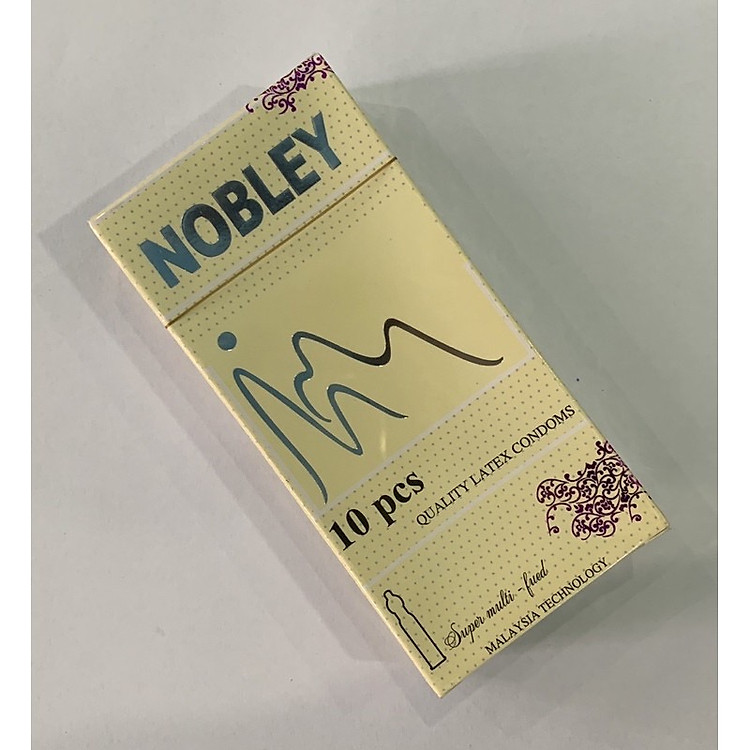 NOBLEY
10 pcs
QUALITY LATEX CONDOMS
Super multi-fued
MALAYSIA TECHNOLOGY